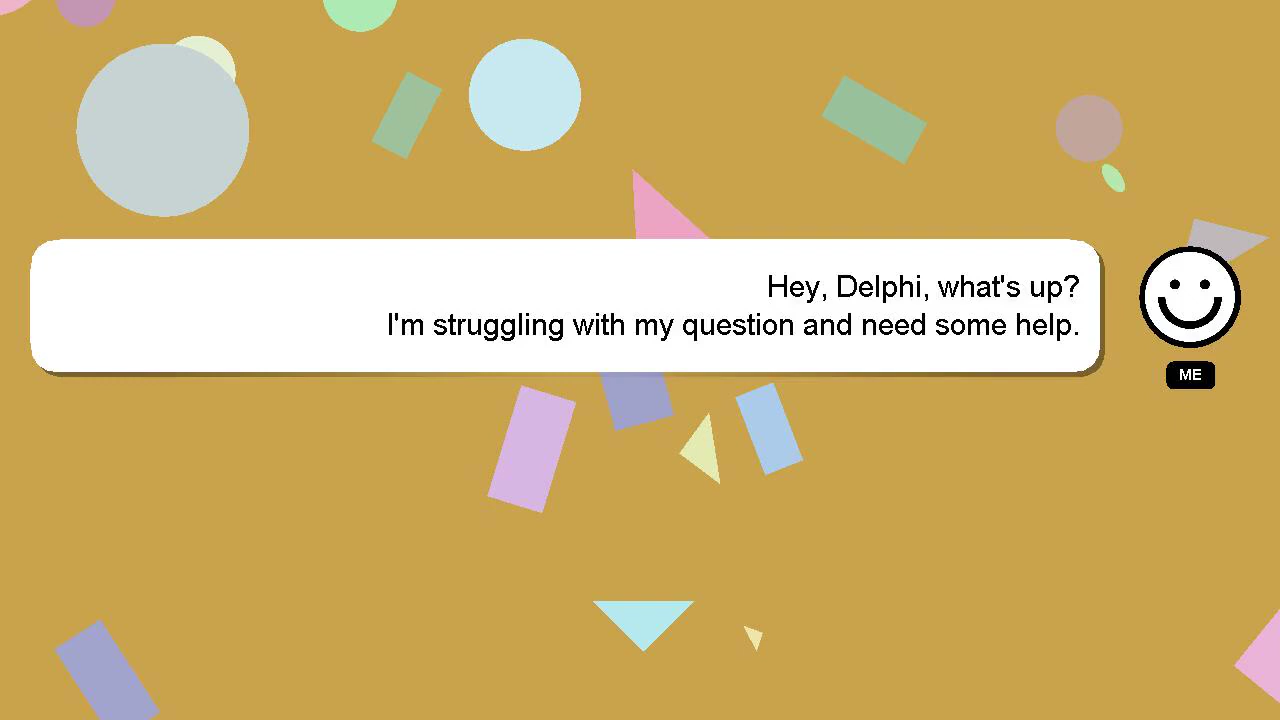 Hey, Delphi, what's up?
I'm struggling with my question and need some help.
ME